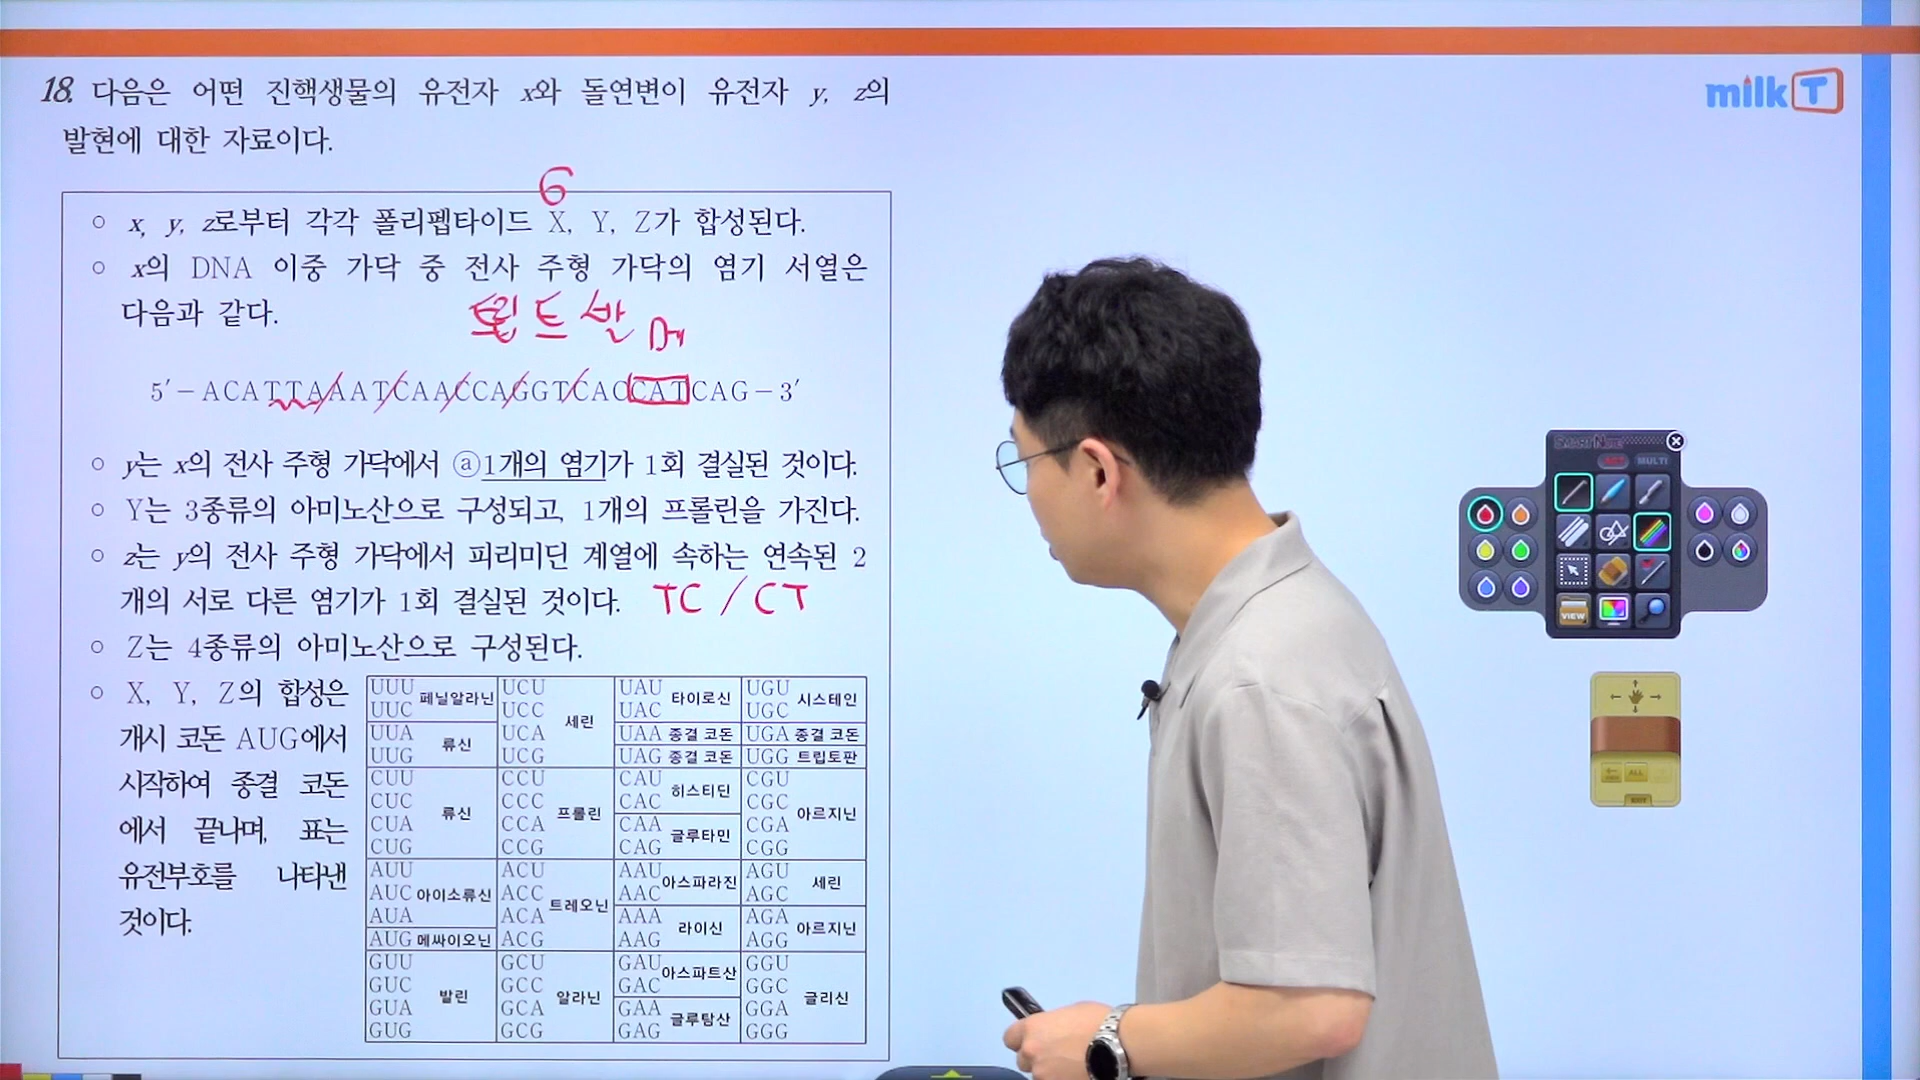 milk T
18. 다음은 어떤 진핵생물의 유전자 x와 돌연변이 유전자 y, z의
발현에 대한 자료이다.
6
○ x, y, z로부터 각각 폴리펩타이드 X, Y, Z가 합성된다.
○ x의 DNA 이중 가닥 중 전사 주형 가닥의 염기 서열은
다음과 같다.
트립 트 발 메
5′-ACATTAAATCAACCAGGTCACCATCAG-3′
○ y는 x의 전사 주형 가닥에서 ⓐ1개의 염기가 1회 결실된 것이다.
○ Y는 3종류의 아미노산으로 구성되고, 1개의 프롤린을 가진다.
○ z는 y의 전사 주형 가닥에서 피리미딘 계열에 속하는 연속된 2
개의 서로 다른 염기가 1회 결실된 것이다. TC / CT
○ Z는 4종류의 아미노산으로 구성된다.
○ X, Y, Z의 합성은
개시 코돈 AUG에서
시작하여 종결 코돈
에서 끝나며, 표는
유전부호를 나타낸
것이다.
UUU 페닐알라닌 UCU 세린 UAU 타이로신 UGU 시스테인
UUC UCC UAC UGC
UUA 류신 UCA UAA 종결 코돈 UGA 종결 코돈
UUG UCG UAG 종결 코돈 UGG 트립토판
CUU 류신 CCU 프롤린 CAU 히스티딘 CGU 아르지닌
CUC CCC CAC CGC
CUA CCA CAA 글루타민 CGA
CUG CCG CAG CGG
AUU 아이소류신 ACU 트레오닌 AAU 아스파라진 AGU 세린
AUC ACC AAC AGC
AUA ACA AAA 라이신 AGA 아르지닌
AUG 메싸이오닌 ACG AAG AGG
GUU 발린 GCU 알라닌 GAU 아스파트산 GGU 글리신
GUC GCC GAC GGC
GUA GCA GAA 글루탐산 GGA
GUG GCG GAG GGG
SMART NOTE
MULTI
VIEW
ALL
EXIT